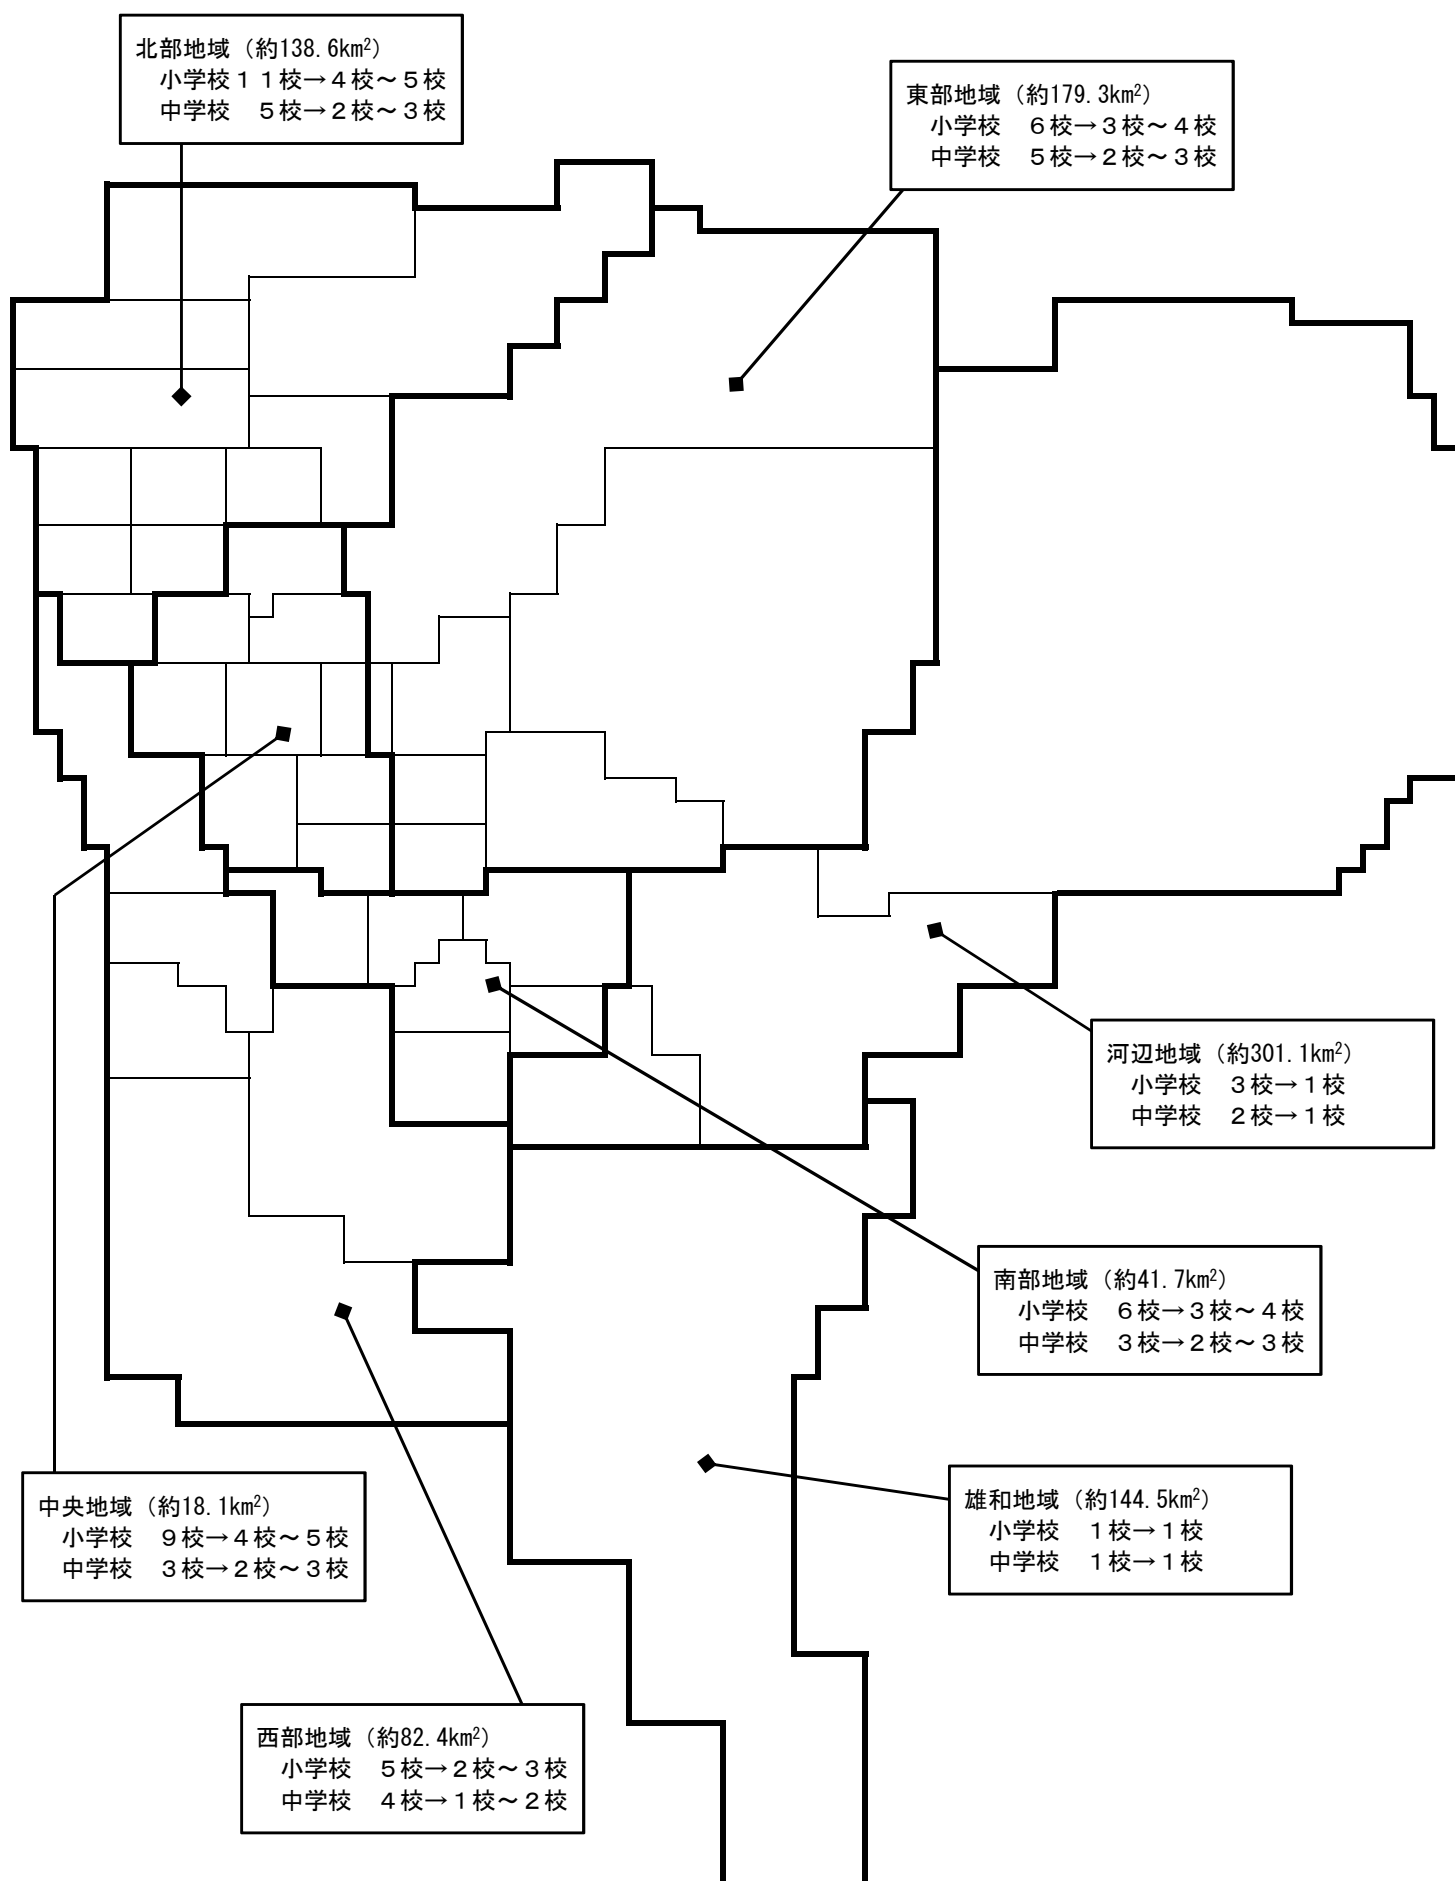 北部地域（約138.6km²）
小学校１１校→４校～５校
中学校　５校→２校～３校
東部地域（約179.3km²）
小学校　６校→３校～４校
中学校　５校→２校～３校
河辺地域（約301.1km²）
小学校　３校→１校
中学校　２校→１校
南部地域（約41.7km²）
小学校　６校→３校～４校
中学校　３校→２校～３校
中央地域（約18.1km²）
小学校　９校→４校～５校
中学校　３校→２校～３校
雄和地域（約144.5km²）
小学校　１校→１校
中学校　１校→１校
西部地域（約82.4km²）
小学校　５校→２校～３校
中学校　４校→１校～２校